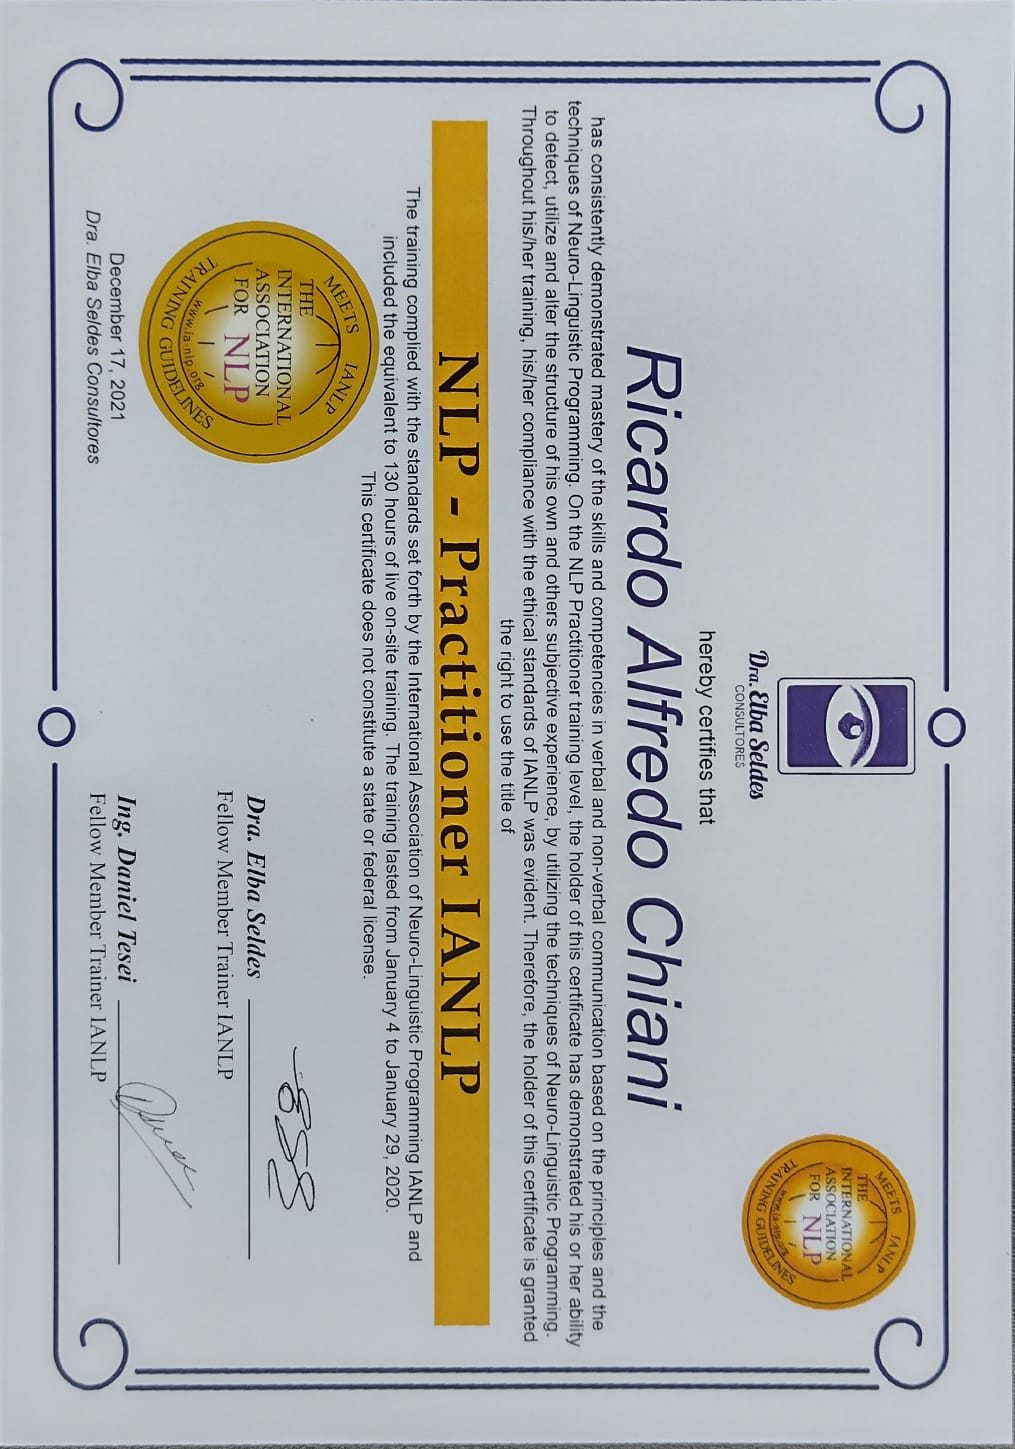 Dra. Elba Seldes
CONSULTORES
MEETS IANLP
THE
INTERNATIONAL
ASSOCIATION
FOR NLP
www.ia-nlp.org
TRAINING GUIDELINES
hereby certifies that
Ricardo Alfredo Chiani
has consistently demonstrated mastery of the skills and competencies in verbal and non-verbal communication based on the principles and the
techniques of Neuro-Linguistic Programming. On the NLP Practitioner training level, the holder of this certificate has demonstrated his or her ability
to detect, utilize and alter the structure of his own and others subjective experience, by utilizing the techniques of Neuro-Linguistic Programming.
Throughout his/her training, his/her compliance with the ethical standards of IANLP was evident. Therefore, the holder of this certificate is granted
the right to use the title of
NLP - Practitioner IANLP
The training complied with the standards set forth by the International Association of Neuro-Linguistic Programming IANLP and
included the equivalent to 130 hours of live on-site training. The training lasted from January 4 to January 29, 2020.
This certificate does not constitute a state or federal license.
MEETS IANLP
THE
INTERNATIONAL
ASSOCIATION
FOR NLP
www.ia-nlp.org
TRAINING GUIDELINES
December 17, 2021
Dra. Elba Seldes Consultores
Dra. Elba Seldes
Fellow Member Trainer IANLP
Ing. Daniel Tesei
Fellow Member Trainer IANLP